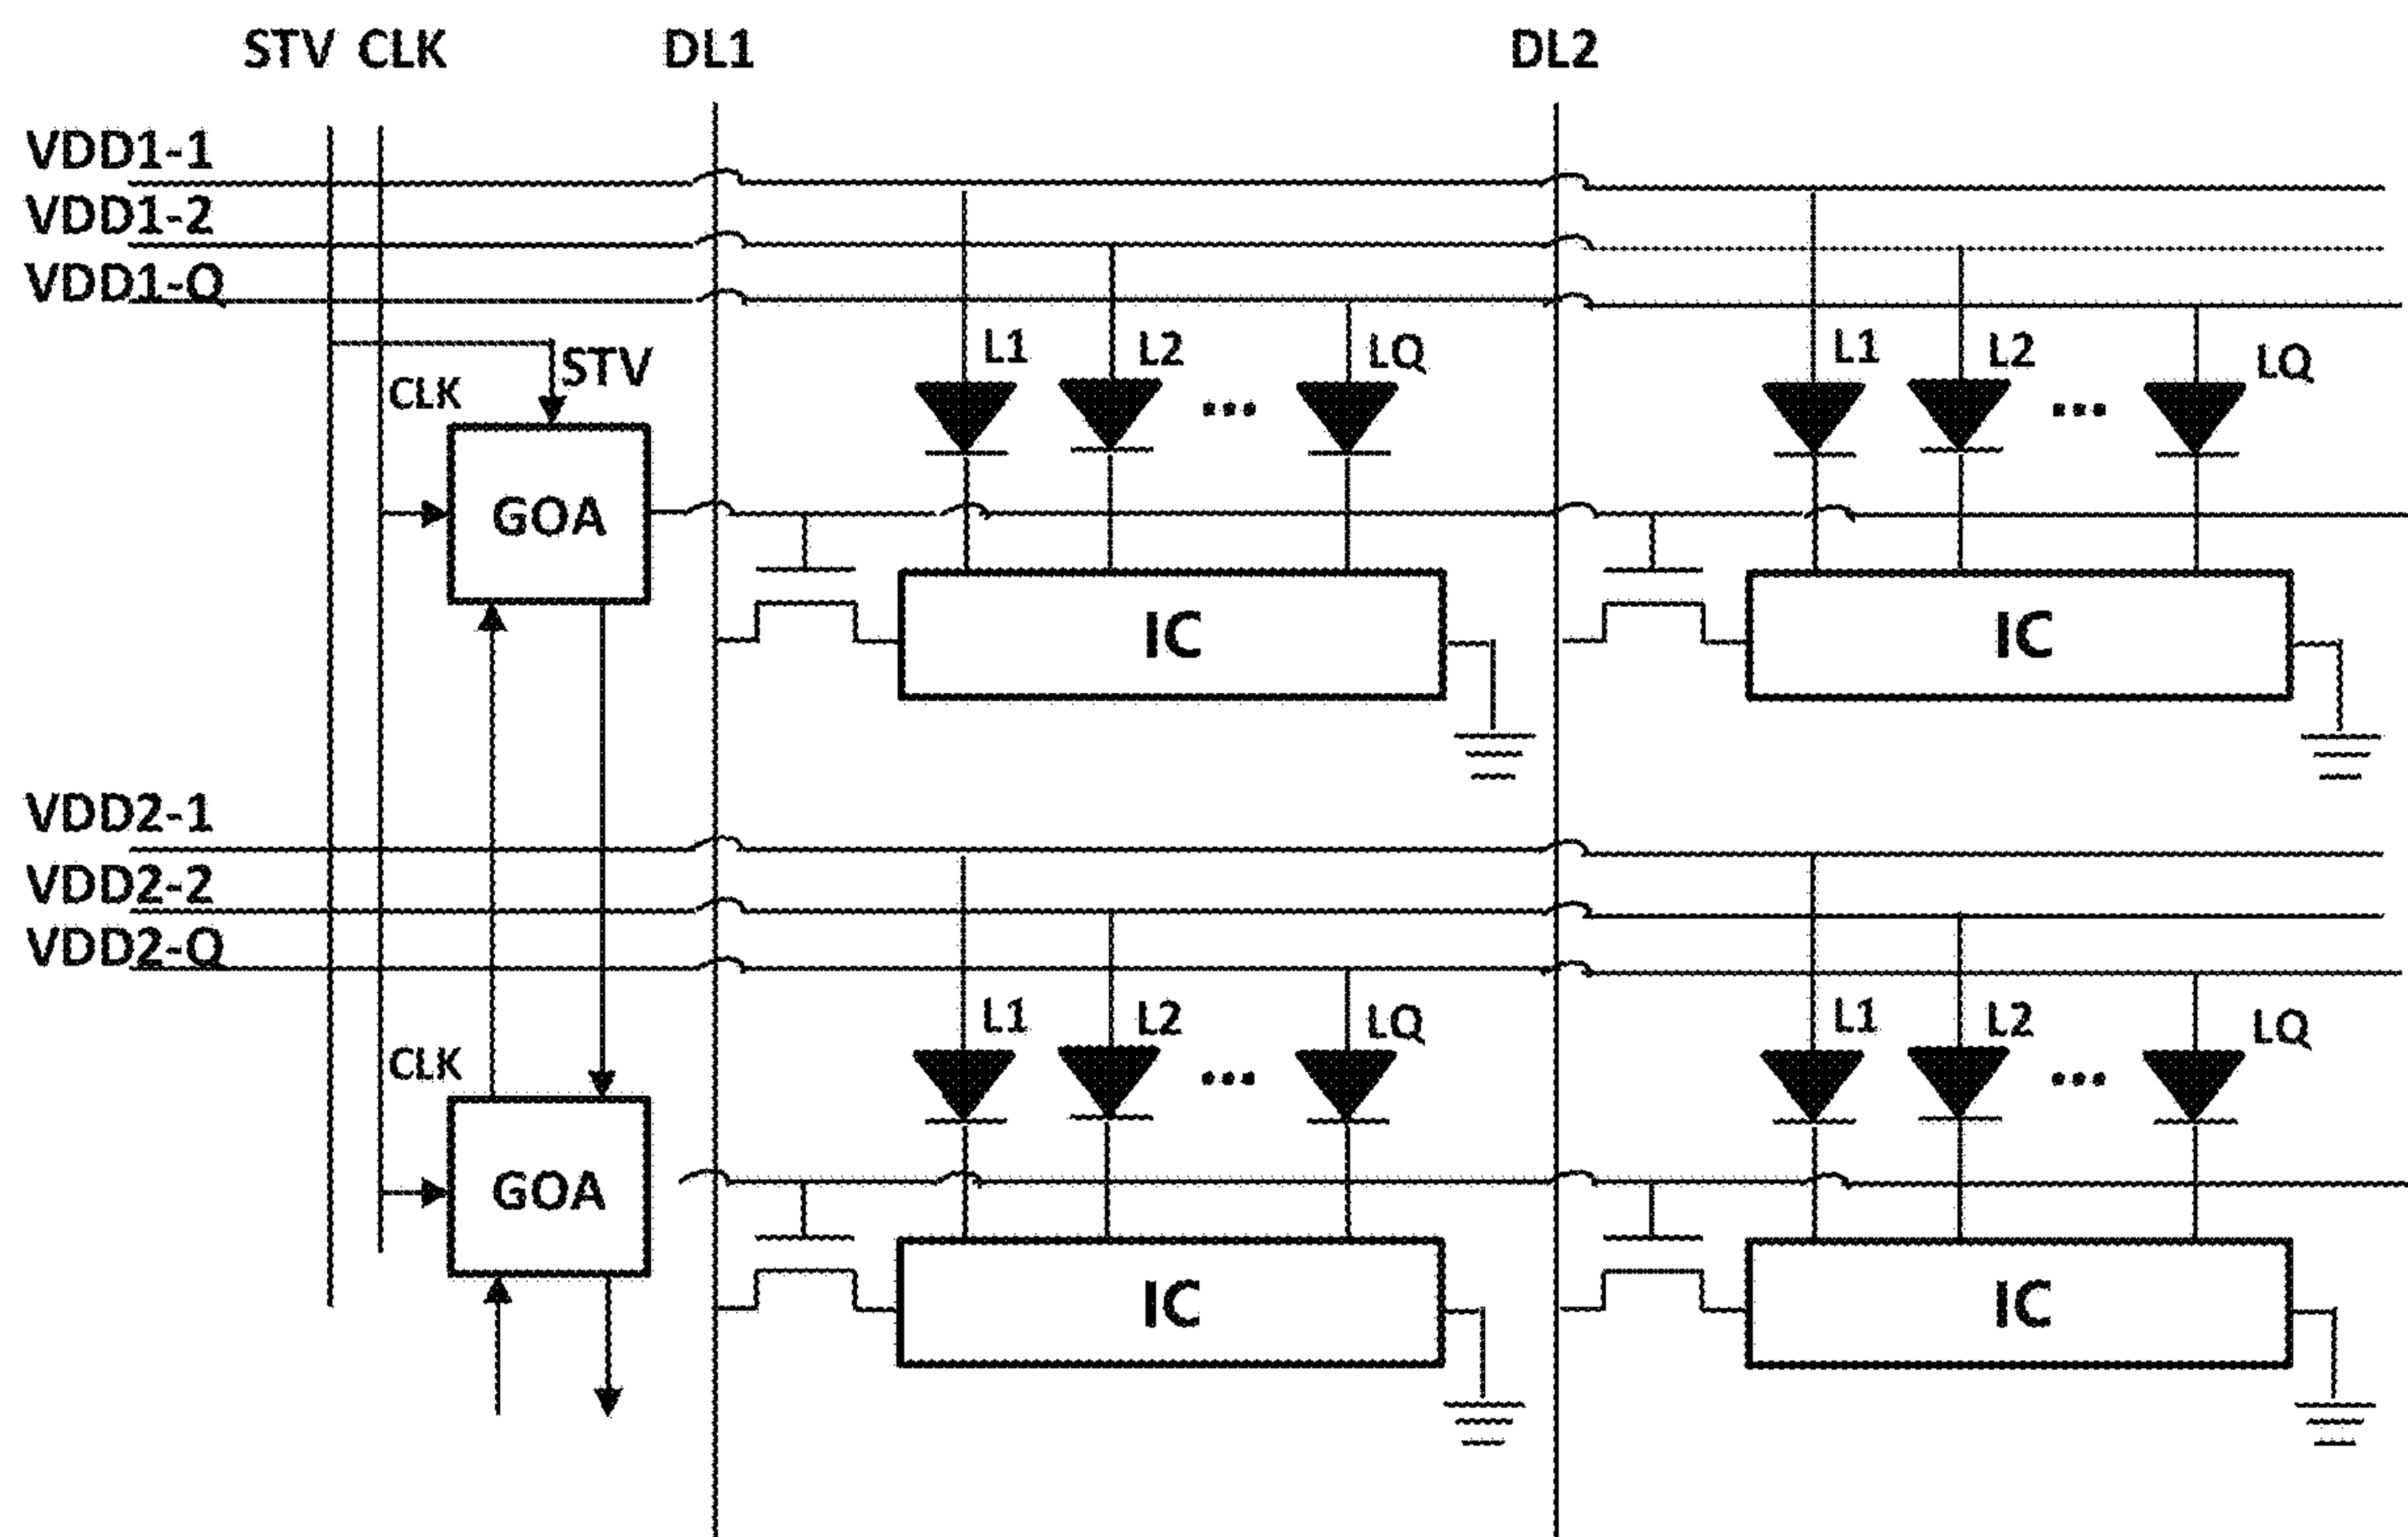 STV CLK DL1 DL2
VDD1-1
VDD1-2
VDD1-Q
STV
CLK
L1 L2 ... LQ L1 L2 ... LQ
GOA
IC IC
VDD2-1
VDD2-2
VDD2-Q
CLK
L1 L2 ... LQ L1 L2 ... LQ
GOA
IC IC